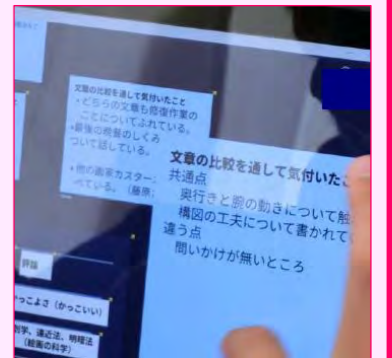 文章の比較を通して気付いたこと
・どちらの文章も修復作業の
ことについてふれている。
・最後の晩餐のしくみ
ついて話している。
・他の画家カスター
べている。（藤原
文章の比較を通して気付いたこ
共通点
奥行きと腕の動きについて触
構図の工夫について書かれて
違う点
問いかけが無いところ
評論
っこよさ（かっこいい）
剖学、遠近法、明暗法
（絵画の科学）